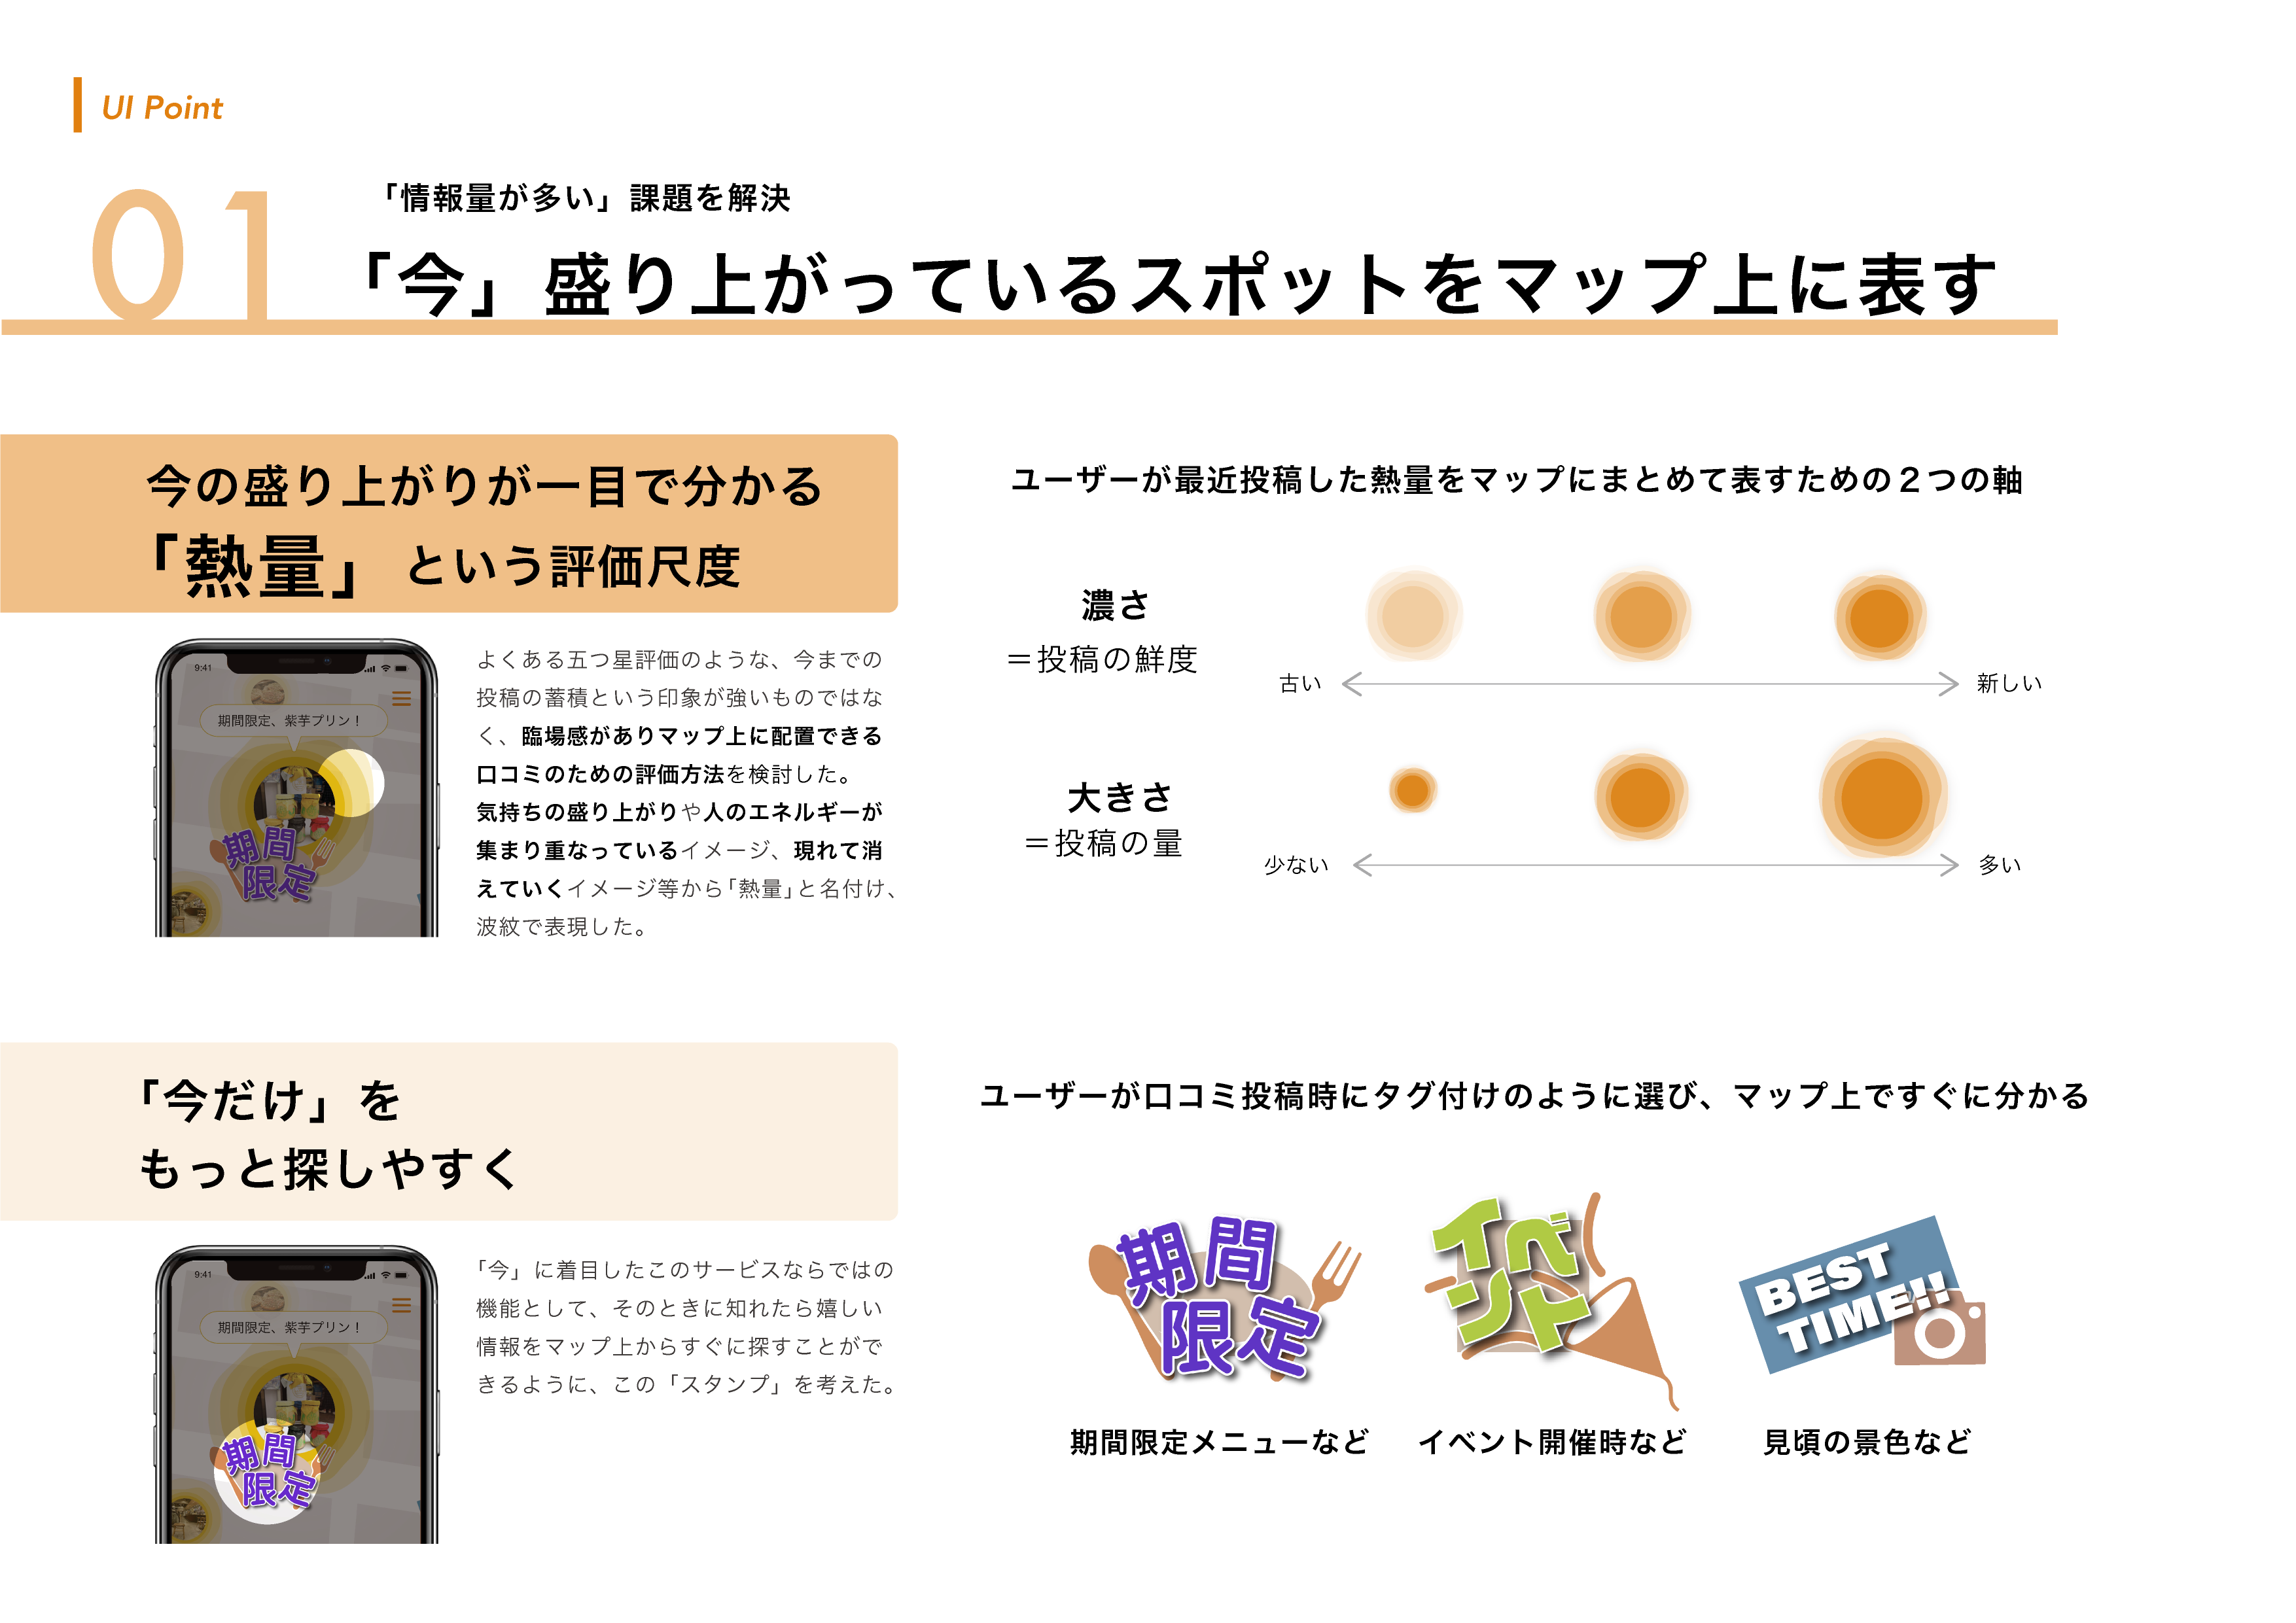 UI Point
01
「情報量が多い」課題を解決
「今」盛り上がっているスポットをマップ上に表す
今の盛り上がりが一目で分かる
「熱量」という評価尺度
9:41
期間限定、紫芋プリン！
期間
限定
よくある五つ星評価のような、今までの
投稿の蓄積という印象が強いものではな
く、臨場感がありマップ上に配置できる
口コミのための評価方法を検討した。
気持ちの盛り上がりや人のエネルギーが
集まり重なっているイメージ、現れて消
えていくイメージ等から「熱量」と名付け、
波紋で表現した。
ユーザーが最近投稿した熱量をマップにまとめて表すための２つの軸
濃さ
＝投稿の鮮度
古い
新しい
大きさ
＝投稿の量
少ない
多い
「今だけ」を
もっと探しやすく
9:41
期間限定、紫芋プリン！
期間
限定
「今」に着目したこのサービスならではの
機能として、そのときに知れたら嬉しい
情報をマップ上からすぐに探すことがで
きるように、この「スタンプ」を考えた。
ユーザーが口コミ投稿時にタグ付けのように選び、マップ上ですぐに分かる
期間
限定
イベ
ント
BEST
TIME!!
期間限定メニューなど
イベント開催時など
見頃の景色など